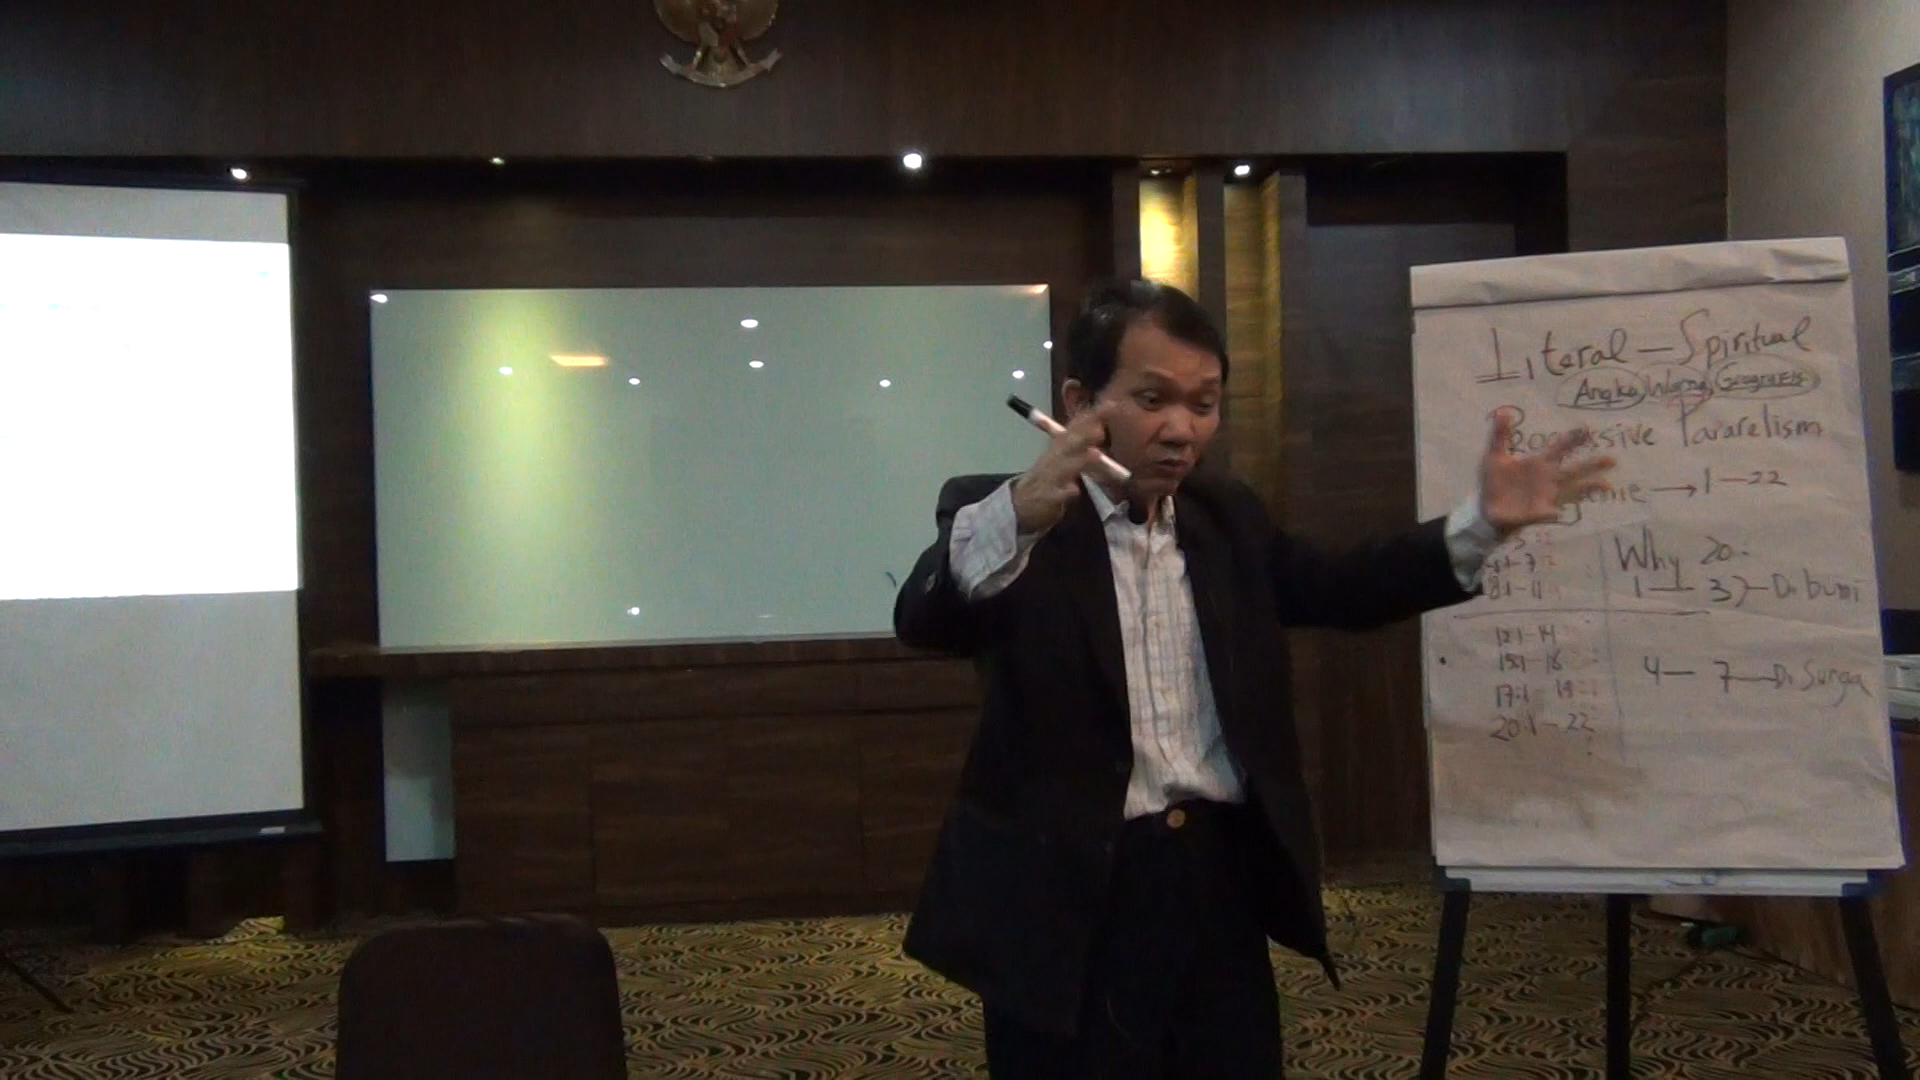 Literal — Spiritual
Angka, Warna, Geografis
Progressive Pararelism
→ 1 — 22
Why 20:
1 — 3 ) — Di bumi
12:1 - 14
15:1 - 16
17:1 19
20:1 — 22
4 — 7 — Di Surga